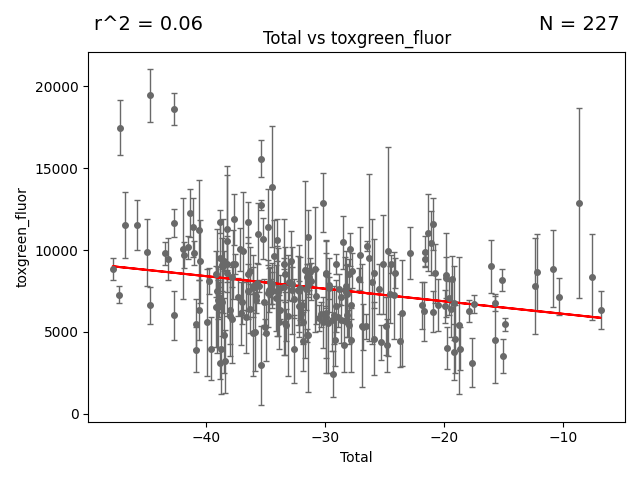 r^2 = 0.06
N = 227
Total vs toxgreen_fluor
20000
15000
10000
5000
0
toxgreen_fluor
−40
−30
−20
−10
Total